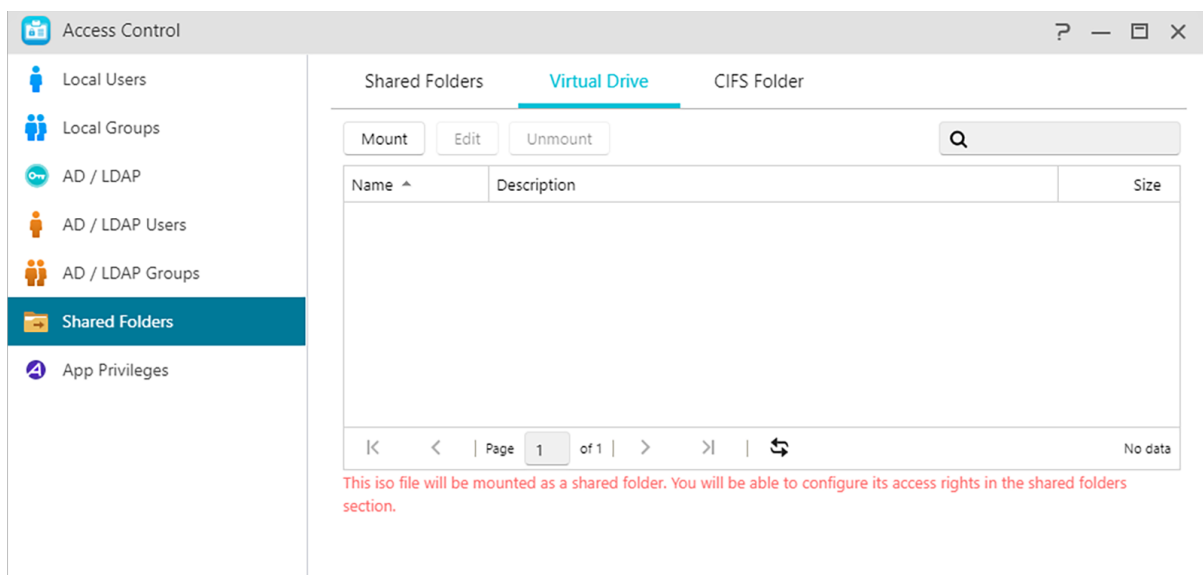 Access Control
Local Users
Local Groups
AD / LDAP
AD / LDAP Users
AD / LDAP Groups
Shared Folders
App Privileges
Shared Folders Virtual Drive CIFS Folder
Mount Edit Unmount
Name Description Size
Page 1 of 1 No data
This iso file will be mounted as a shared folder. You will be able to configure its access rights in the shared folders
section.